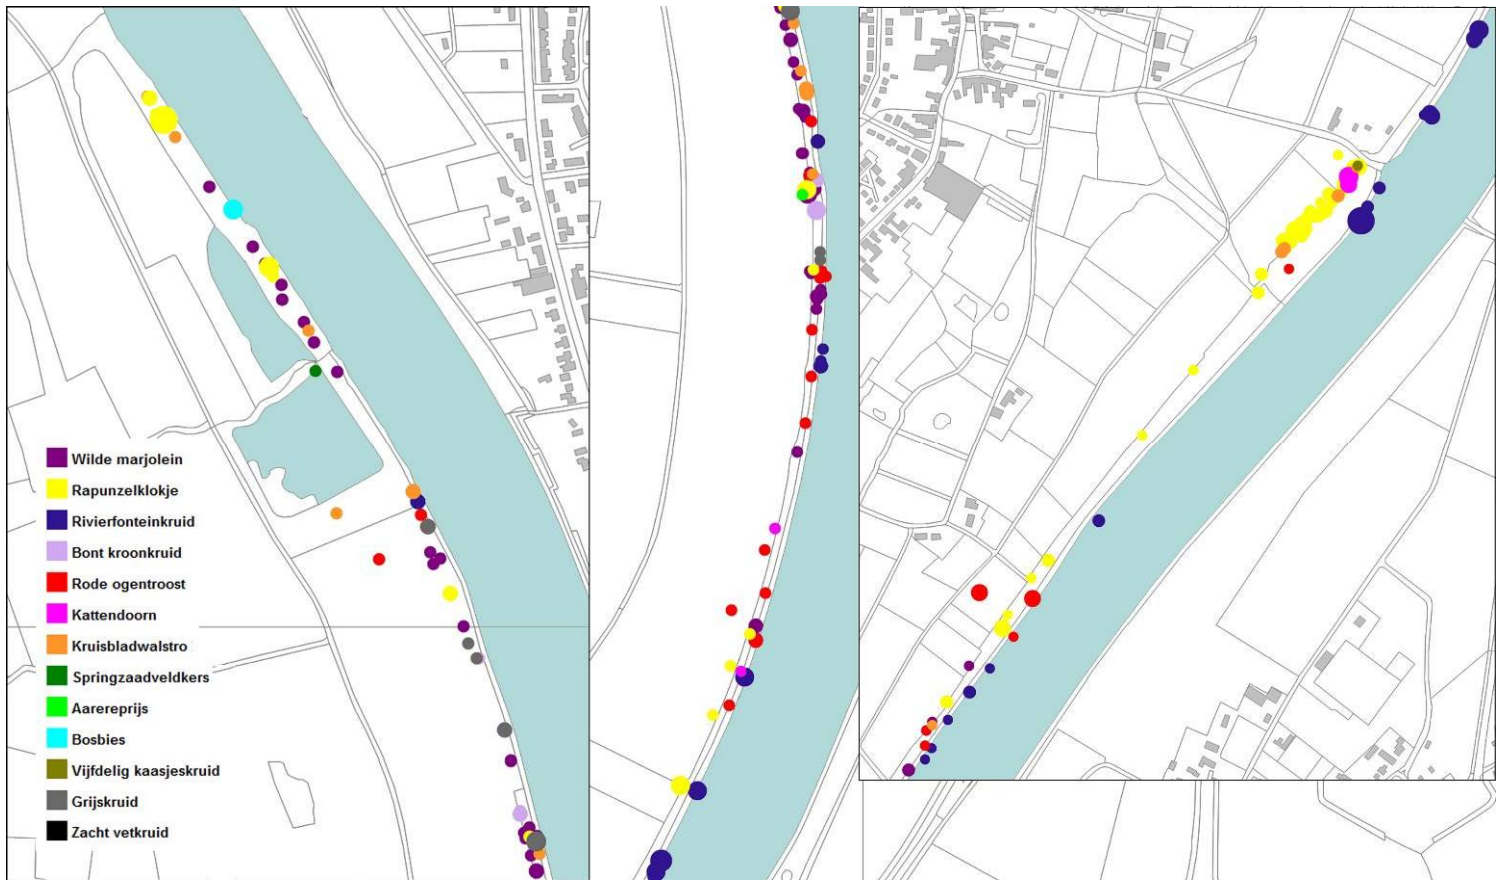 Wilde marjolein
Rapunzelklokje
Rivierfonteinkruid
Bont kroonkruid
Rode ogentroost
Kattendoorn
Kruisbladwalstro
Springzaadveldkers
Aarereprijs
Bosbies
Vijfdelig kaasjeskruid
Grijskruid
Zacht vetkruid